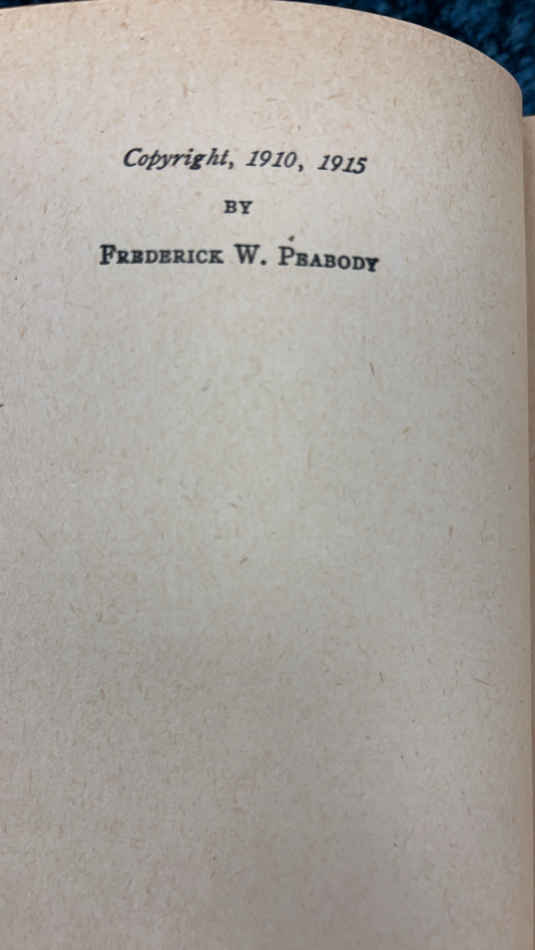 Copyright, 1910, 1915
BY
FREDERICK W. PEABODY